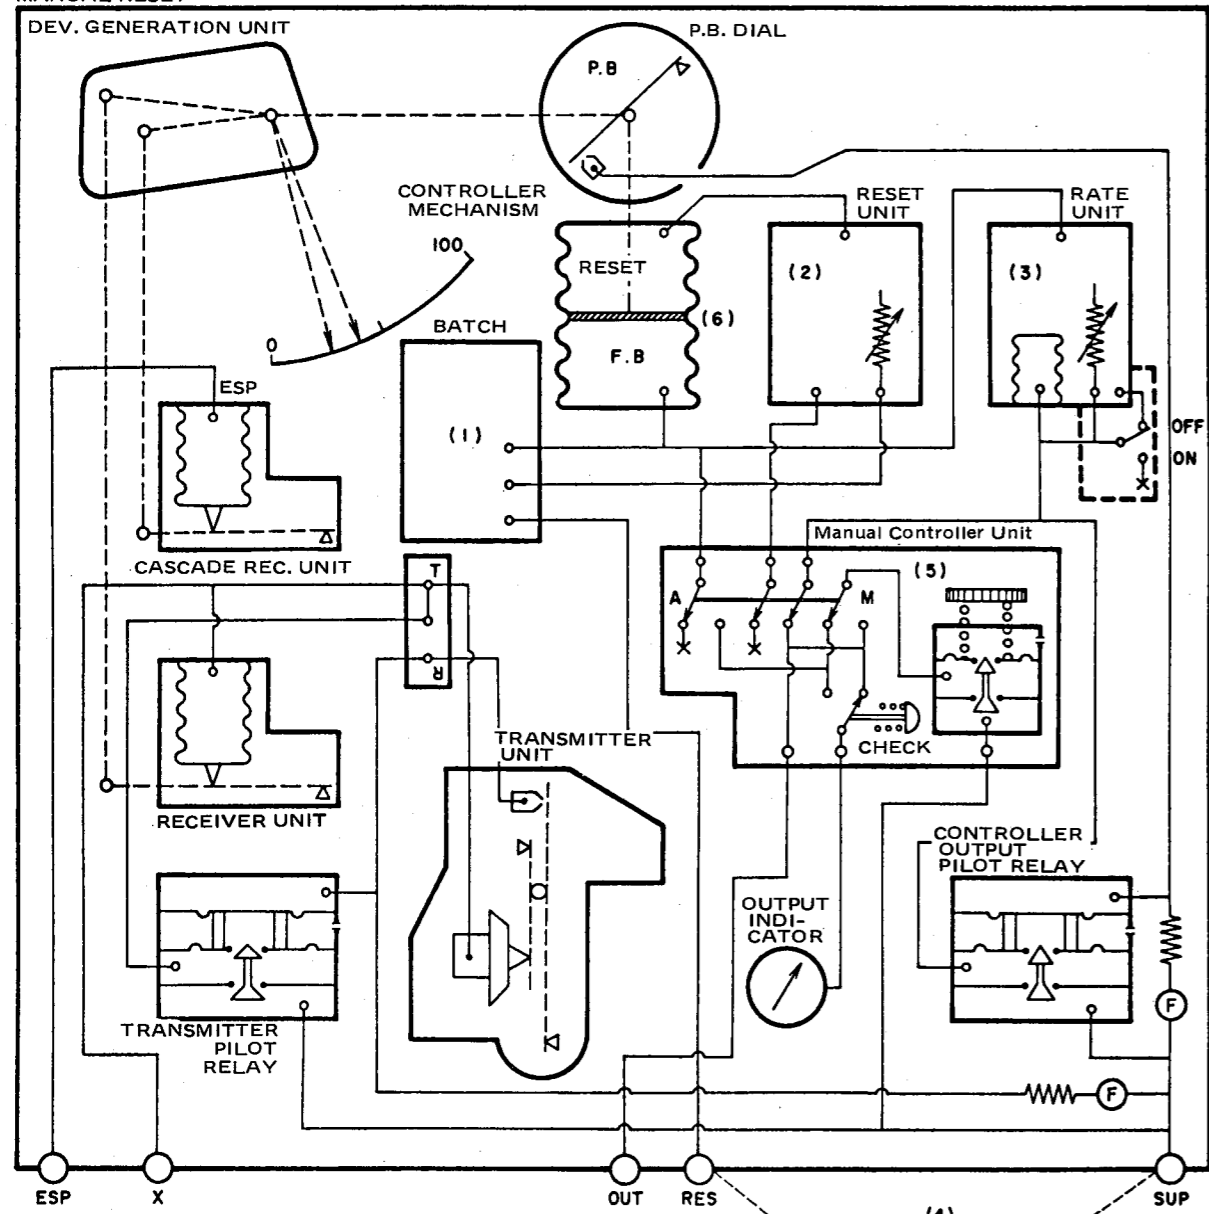 DEV. GENERATION UNIT
P.B. DIAL
P.B
CONTROLLER
MECHANISM
100
0
RESET
UNIT
RATE
UNIT
RESET
(2)
(3)
(6)
BATCH
F.B
ESP
(1)
OFF
ON
Manual Controller Unit
CASCADE REC. UNIT
T
R
(5)
A
M
CHECK
TRANSMITTER
UNIT
RECEIVER UNIT
CONTROLLER
OUTPUT
PILOT RELAY
OUTPUT
INDI-
CATOR
F
TRANSMITTER
PILOT
RELAY
F
ESP
X
OUT
RES
SUP